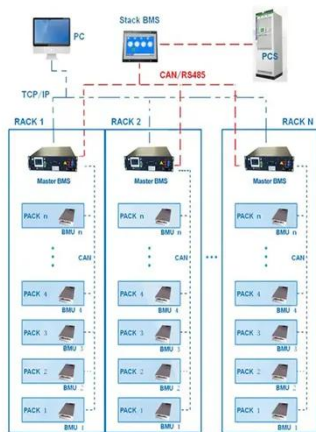 PC
Stack BMS
PCS
CAN/RS485
TCP/IP
RACK 1
RACK 2
RACK N
Master BMS
Master BMS
Master BMS
PACK n
BMU n
PACK n
BMU n
PACK n
BMU n
CAN
CAN
CAN
PACK 4
BMU 4
PACK 4
BMU 4
PACK 4
BMU 4
PACK 3
BMU 3
PACK 3
BMU 3
PACK 3
BMU 3
PACK 2
BMU 2
PACK 2
BMU 2
PACK 2
BMU 2
PACK 1
BMU 1
PACK 1
BMU 1
PACK 1
BMU 1